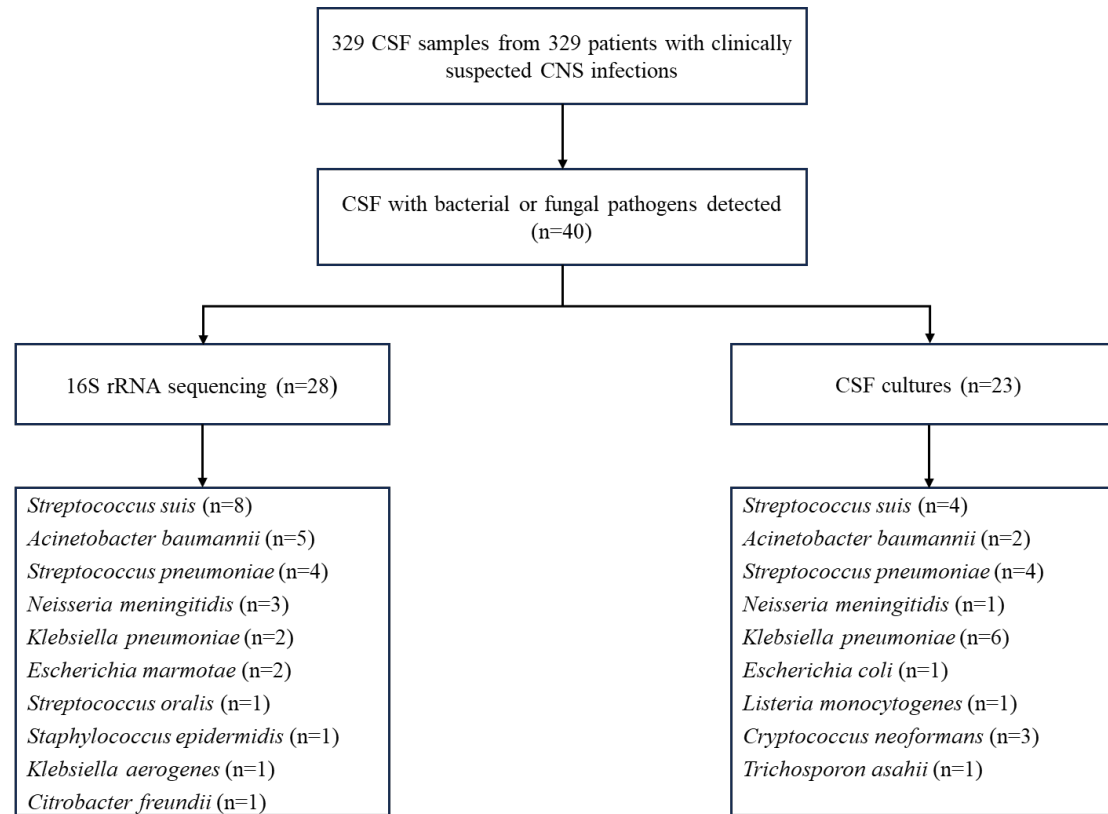 329 CSF samples from 329 patients with clinically
suspected CNS infections
CSF with bacterial or fungal pathogens detected
(n=40)
16S rRNA sequencing (n=28)
CSF cultures (n=23)
Streptococcus suis (n=8)
Acinetobacter baumannii (n=5)
Streptococcus pneumoniae (n=4)
Neisseria meningitidis (n=3)
Klebsiella pneumoniae (n=2)
Escherichia marmotae (n=2)
Streptococcus oralis (n=1)
Staphylococcus epidermidis (n=1)
Klebsiella aerogenes (n=1)
Citrobacter freundii (n=1)
Streptococcus suis (n=4)
Acinetobacter baumannii (n=2)
Streptococcus pneumoniae (n=4)
Neisseria meningitidis (n=1)
Klebsiella pneumoniae (n=6)
Escherichia coli (n=1)
Listeria monocytogenes (n=1)
Cryptococcus neoformans (n=3)
Trichosporon asahii (n=1)